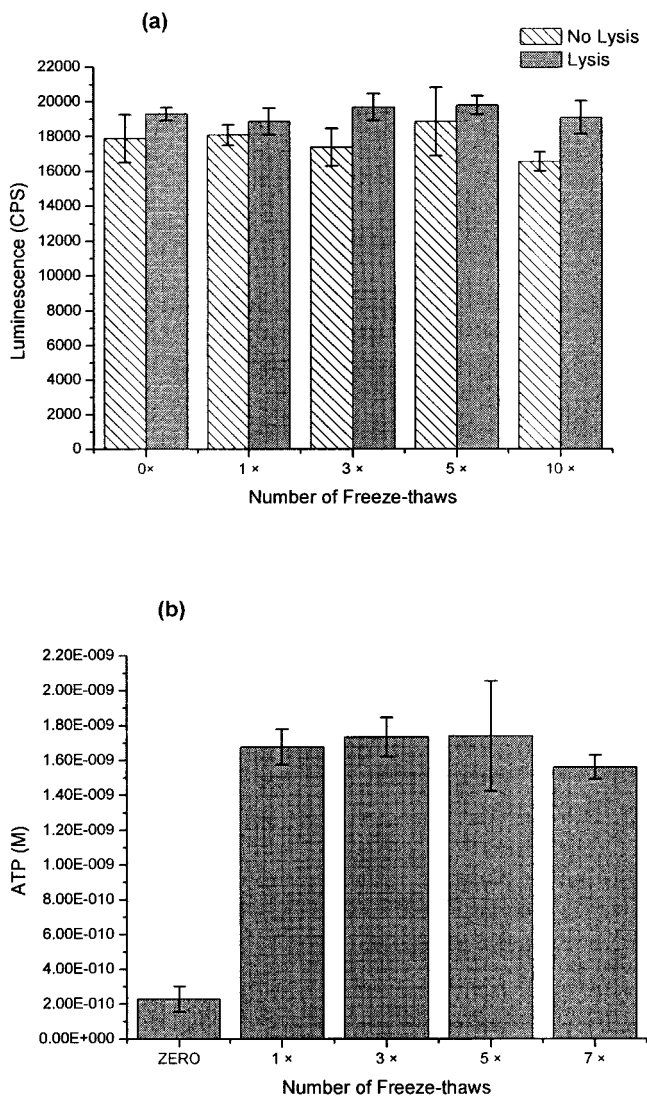 (a)
No Lysis
Lysis
22000
20000
18000
16000
14000
12000
10000
8000
6000
4000
2000
0
Luminescence (CPS)
0× 1× 3× 5× 10×
Number of Freeze-thaws
(b)
2.20E-009
2.00E-009
1.80E-009
1.60E-009
1.40E-009
1.20E-009
1.00E-009
8.00E-010
6.00E-010
4.00E-010
2.00E-010
0.00E+000
ATP (M)
ZERO 1× 3× 5× 7×
Number of Freeze-thaws